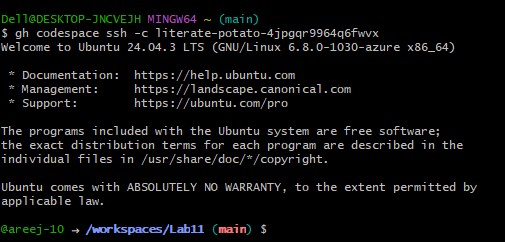 Dell@DESKTOP-JNCVEJH MINGW64 ~ (main)
$ gh codespace ssh -c literate-potato-4jpgqr9964q6fwvx
Welcome to Ubuntu 24.04.3 LTS (GNU/Linux 6.8.0-1030-azure x86_64)
* Documentation:  https://help.ubuntu.com
* Management:     https://landscape.canonical.com
* Support:        https://ubuntu.com/pro
The programs included with the Ubuntu system are free software;
the exact distribution terms for each program are described in the
individual files in /usr/share/doc/*/copyright.
Ubuntu comes with ABSOLUTELY NO WARRANTY, to the extent permitted by
applicable law.
@areej-10 → /workspaces/Lab11 (main) $